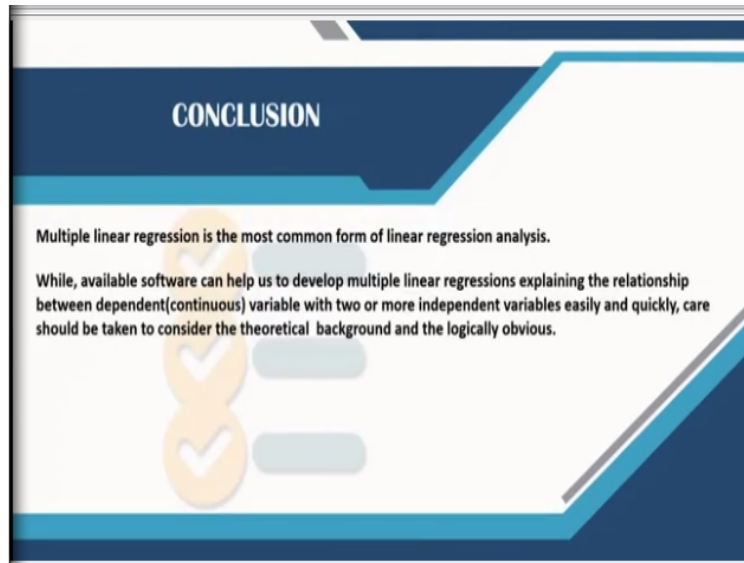 CONCLUSION
Multiple linear regression is the most common form of linear regression analysis.
While, available software can help us to develop multiple linear regressions explaining the relationship
between dependent(continuous) variable with two or more independent variables easily and quickly, care
should be taken to consider the theoretical background and the logically obvious.